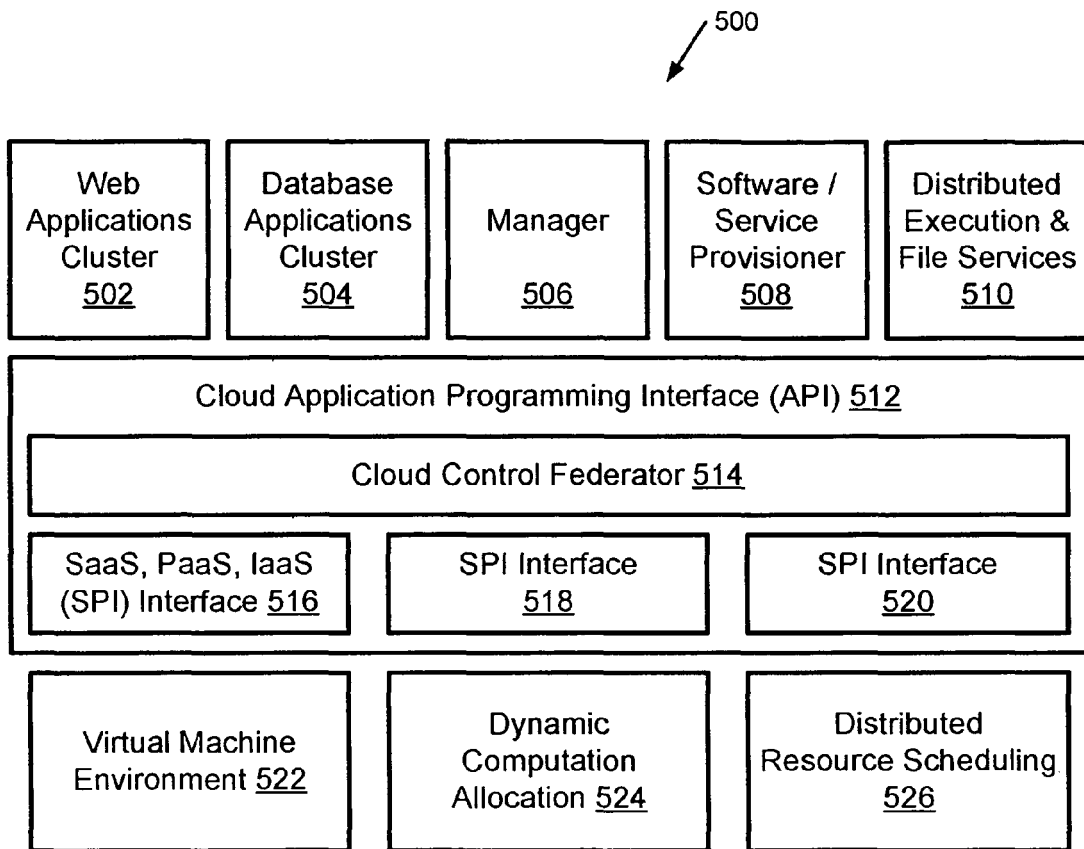 500
Web
Applications
Cluster
502
Database
Applications
Cluster
504
Manager
506
Software /
Service
Provisioner
508
Distributed
Execution &
File Services
510
Cloud Application Programming Interface (API) 512
Cloud Control Federator 514
SaaS, PaaS, IaaS
(SPI) Interface 516
SPI Interface
518
SPI Interface
520
Virtual Machine
Environment 522
Dynamic
Computation
Allocation 524
Distributed
Resource Scheduling
526